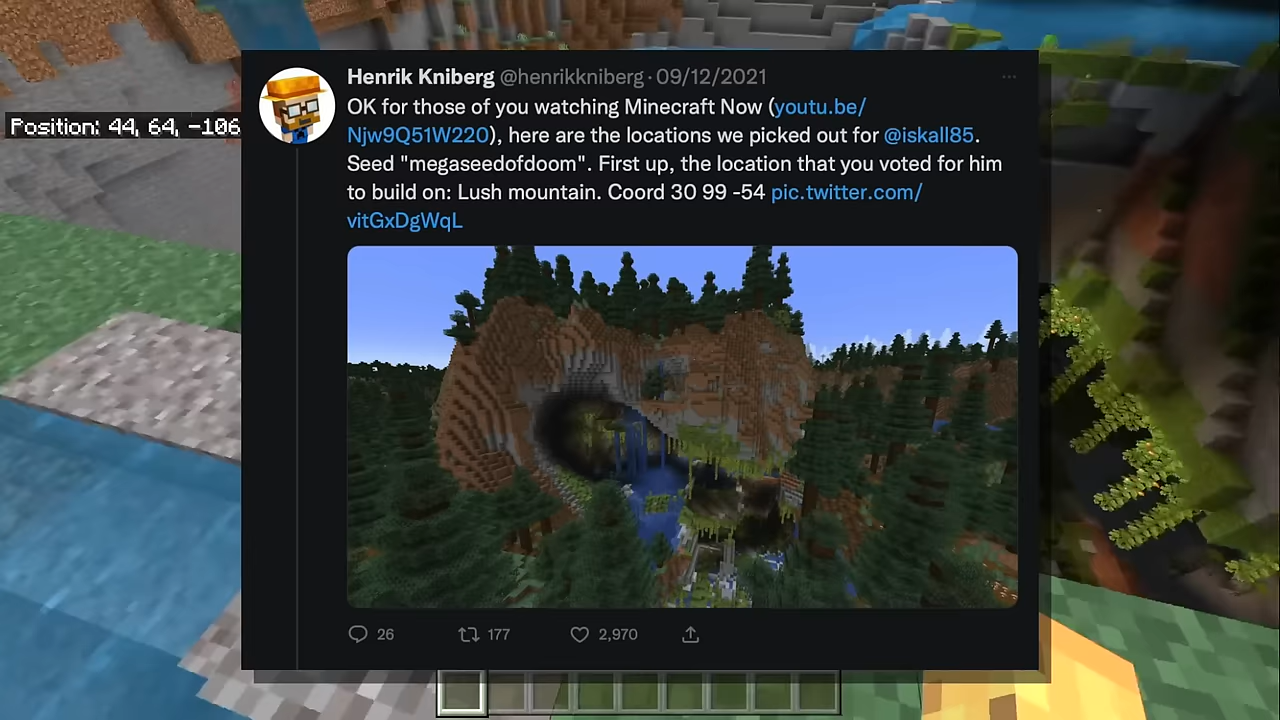 Henrik Kniberg @henrikkniberg · 09/12/2021
OK for those of you watching Minecraft Now (youtu.be/
Njw9Q51W220), here are the locations we picked out for @iskall85.
Seed "megaseedofdoom". First up, the location that you voted for him
to build on: Lush mountain. Coord 30 99 -54 pic.twitter.com/
vitGxDgWqL
Position: 44, 64, -106
26 177 2,970